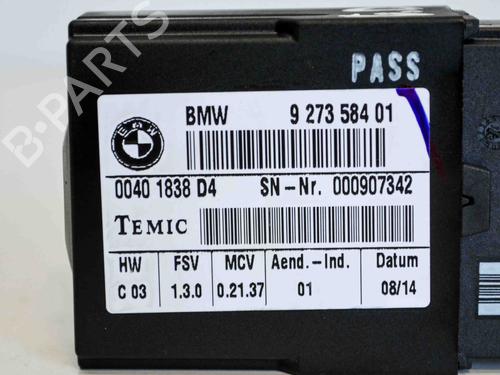 PASS
BMW 9 273 584 01
BMW
0040 1838 D4 SN-Nr. 000907342
TEMIC
HW FSV MCV Aend.-Ind. Datum
C 03 1.3.0 0.21.37 01 08/14
B-PARTS